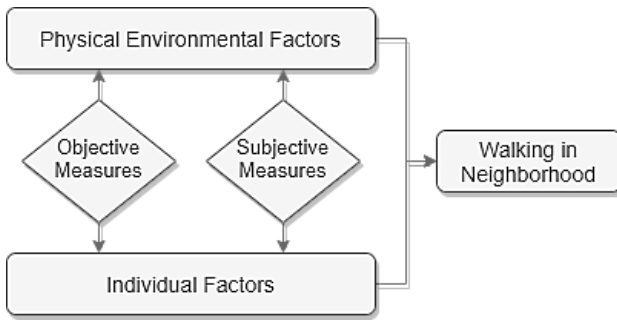 Physical Environmental Factors
Objective
Measures
Subjective
Measures
Walking in
Neighborhood
Individual Factors